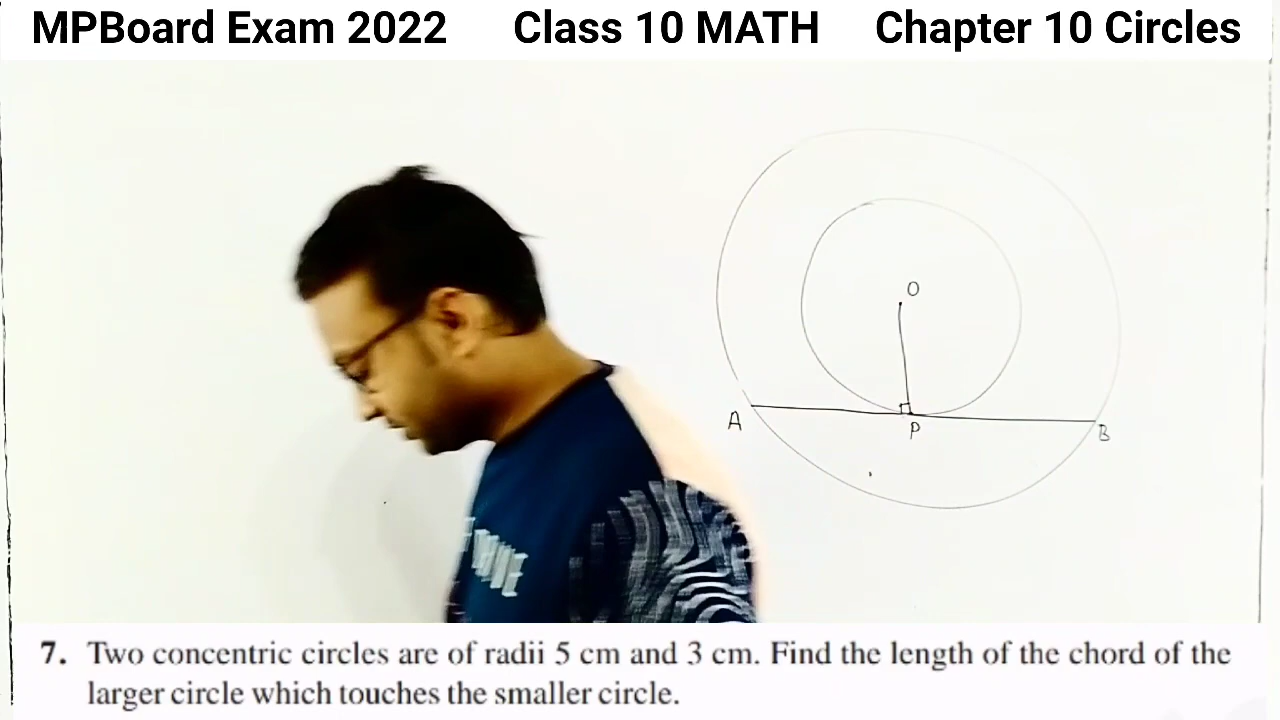 MPBoard Exam 2022 Class 10 MATH Chapter 10 Circles
O
A
P
B
7. Two concentric circles are of radii 5 cm and 3 cm. Find the length of the chord of the
larger circle which touches the smaller circle.